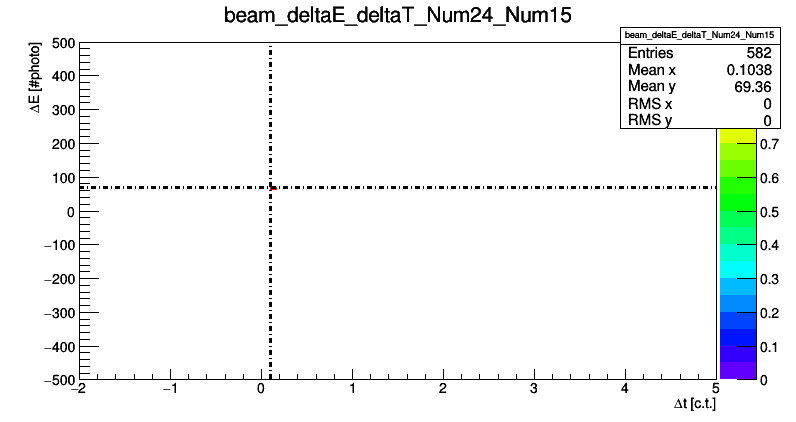 beam_deltaE_deltaT_Num24_Num15
beam_deltaE_deltaT_Num24_Num15
Entries 582
Mean x 0.1038
Mean y 69.36
RMS x 0
RMS y 0
ΔE [#photo]
500
400
300
200
100
0
−100
−200
−300
−400
−500
−2 −1 0 1 2 3 4 5
Δt [c.t.]
0.7
0.6
0.5
0.4
0.3
0.2
0.1
0